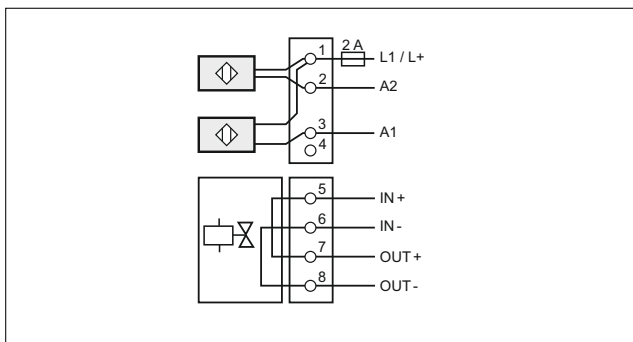 1 2 A L1 / L+
2 A2
3 A1
4
5 IN +
6 IN -
7 OUT +
8 OUT -